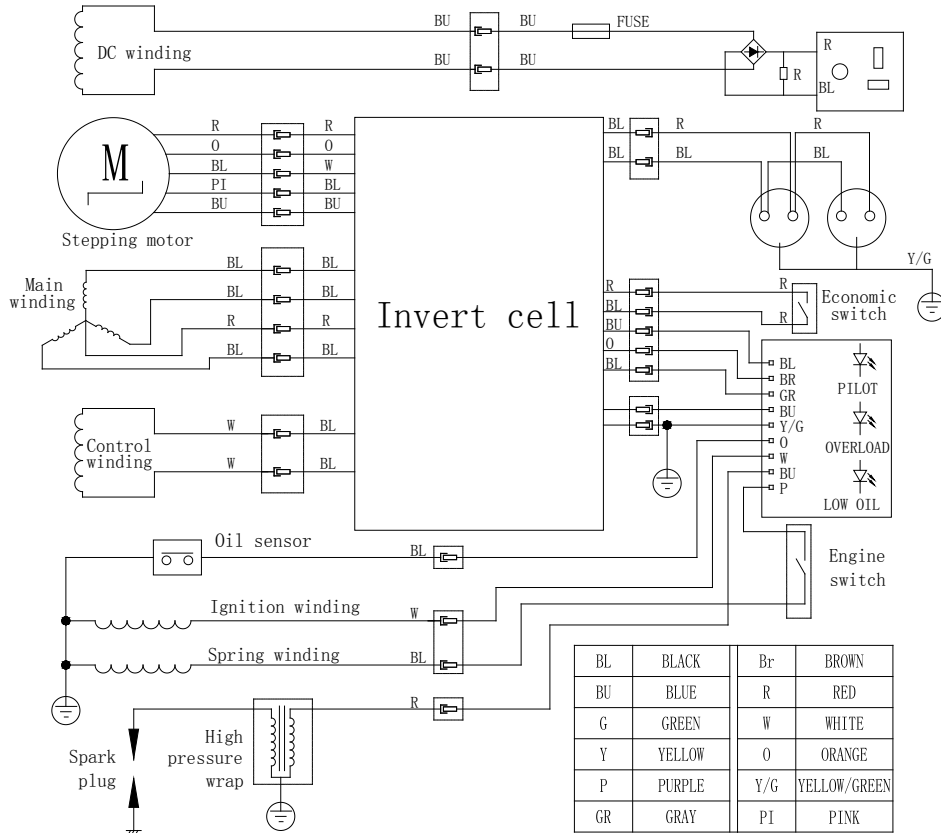 BU BU FUSE
DC winding
R
R
BU BU
BL
R R
O O
M
BL W
PI BL
BU BU
Stepping motor
BL R R
BL BL BL
Y/G
BL BL
Main
winding
BL BL
R R
BL BL
Invert cell
R R
BL
R
BU
O
BL
Economic
switch
BL
BR
GR
BU
Y/G
O
W
BU
P
PILOT
OVERLOAD
LOW OIL
Control
winding
W BL
W BL
Oil sensor BL
Engine
switch
Ignition winding W
Spring winding BL
R
Spark
plug
High
pressure
wrap
BL BLACK Br BROWN
BU BLUE R RED
G GREEN W WHITE
Y YELLOW O ORANGE
P PURPLE Y/G YELLOW/GREEN
GR GRAY PI PINK